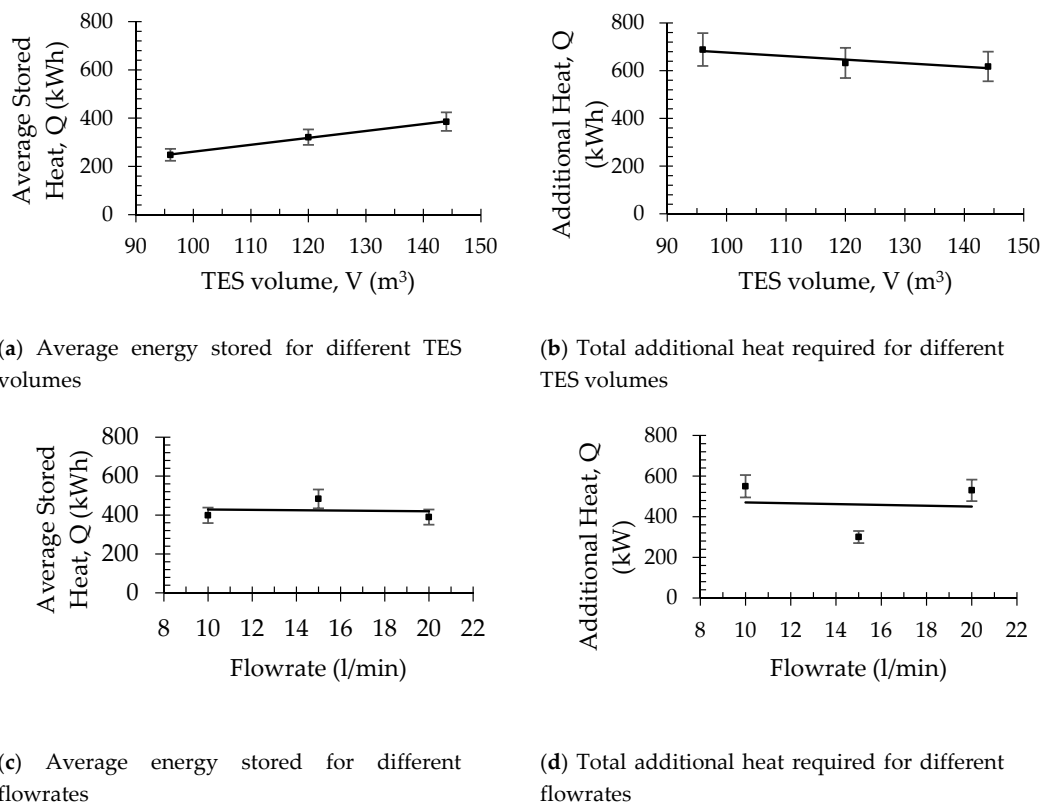 Average Stored
Heat, Q (kWh)
800
600
400
200
0
90 100 110 120 130 140 150
TES volume, V (m³)
Additional Heat, Q
(kWh)
800
600
400
200
0
90 100 110 120 130 140 150
TES volume, V (m³)
(a) Average energy stored for different TES
volumes
(b) Total additional heat required for different
TES volumes
Average Stored
Heat, Q (kWh)
800
600
400
200
0
8 10 12 14 16 18 20 22
Flowrate (l/min)
Additional Heat, Q
(kW)
800
600
400
200
0
8 10 12 14 16 18 20 22
Flowrate (l/min)
(c) Average energy stored for different
flowrates
(d) Total additional heat required for different
flowrates